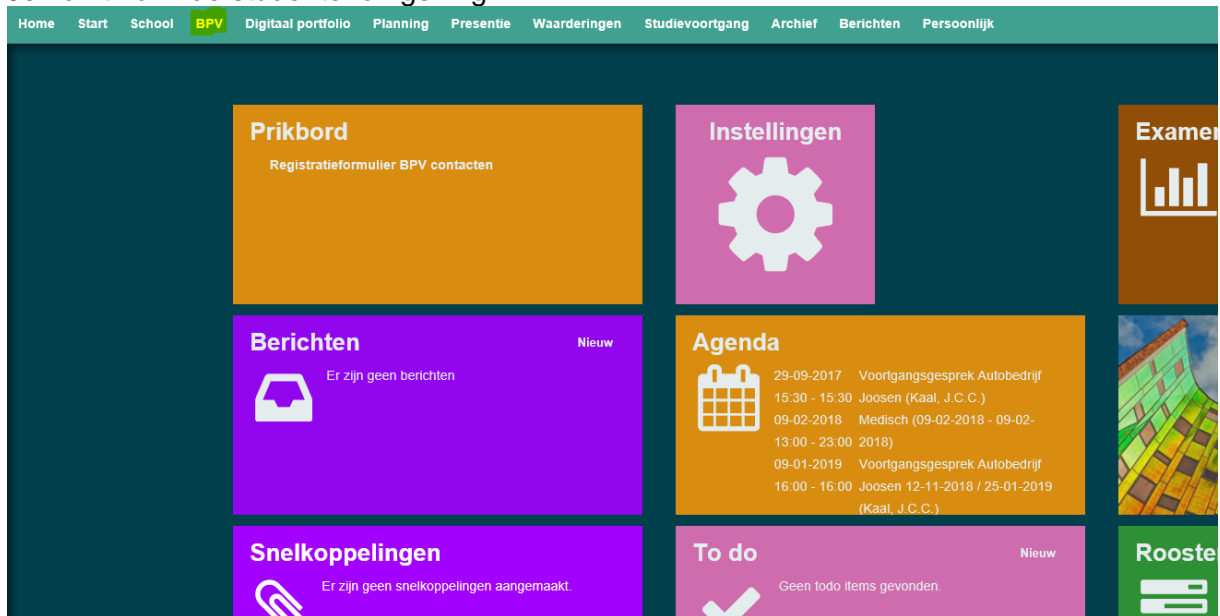 Home Start School BPV Digitaal portfolio Planning Presentie Waarderingen Studievoortgang Archief Berichten Persoonlijk
Prikbord
Registratieformulier BPV contacten
Instellingen
Berichten Nieuw
Er zijn geen berichten
Agenda
29-09-2017 Voortgangsgesprek Autobedrijf
15:30 - 15:30 Joosen (Kaal, J.C.C.)
09-02-2018 Medisch (09-02-2018 - 09-02-
13:00 - 23:00 2018)
09-01-2019 Voortgangsgesprek Autobedrijf
16:00 - 16:00 Joosen 12-11-2018 / 25-01-2019
(Kaal, J.C.C.)
Snelkoppelingen
Er zijn geen snelkoppelingen aangemaakt.
To do Nieuw
Geen todo items gevonden.